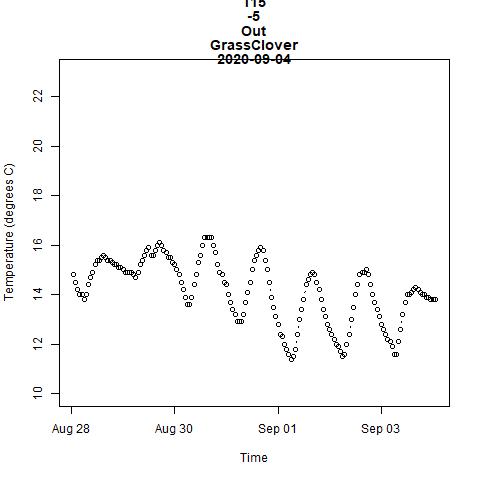 T15
-5
Out
GrassClover
2020-09-04
Temperature (degrees C)
22
20
18
16
14
12
10
Aug 28 Aug 30 Sep 01 Sep 03
Time